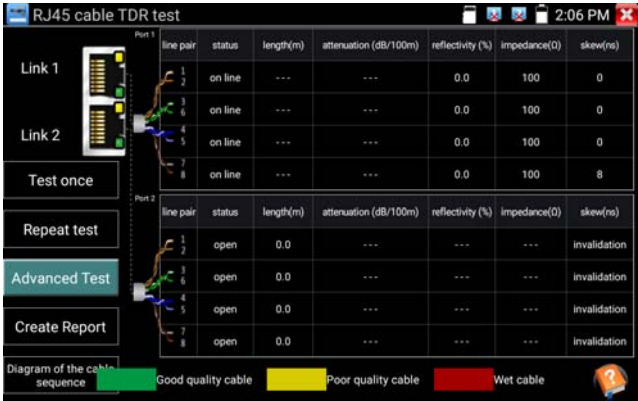 RJ45 cable TDR test 2:06 PM
Link 1
Link 2
Test once
Repeat test
Advanced Test
Create Report
Diagram of the cable sequence
Port 1
line pair status length(m) attenuation (dB/100m) reflectivity (%) impedance(Ω) skew(ns)
1 2 on line --- --- 0.0 100 0
3 6 on line --- --- 0.0 100 0
4 5 on line --- --- 0.0 100 0
7 8 on line --- --- 0.0 100 8
Port 2
line pair status length(m) attenuation (dB/100m) reflectivity (%) impedance(Ω) skew(ns)
1 2 open 0.0 --- --- --- invalidation
3 6 open 0.0 --- --- --- invalidation
4 5 open 0.0 --- --- --- invalidation
7 8 open 0.0 --- --- --- invalidation
Good quality cable Poor quality cable Wet cable